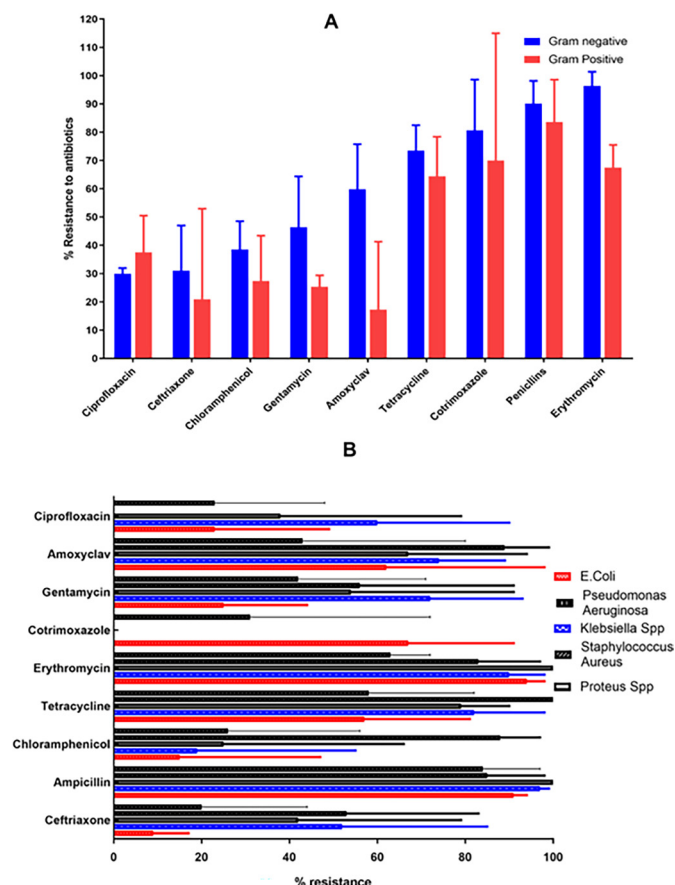 A
120
110
100
90
80
70
60
50
40
30
20
10
0
% Resistance to antibiotics
Gram negative
Gram Positive
Ciprofloxacin
Ceftriaxone
Chloramphenicol
Gentamycin
Amoxyclav
Tetracycline
Cotrimoxazole
Penicilins
Erythromycin
B
Ciprofloxacin
Amoxyclav
Gentamycin
Cotrimoxazole
Erythromycin
Tetracycline
Chloramphenicol
Ampicillin
Ceftriaxone
E.Coli
Pseudomonas
Aeruginosa
Klebsiella Spp
Staphylococcus
Aureus
Proteus Spp
0 20 40 60 80 100
% resistance